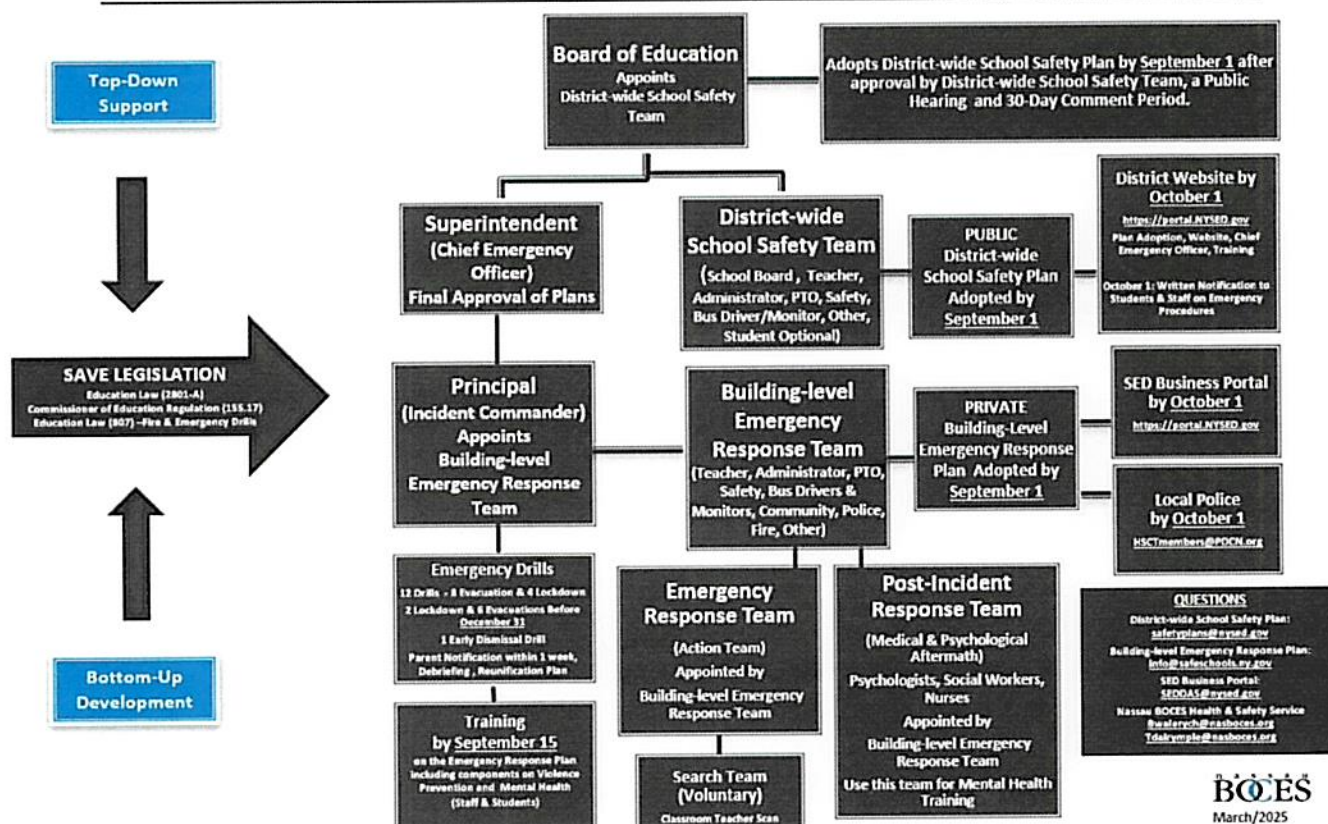 Top-Down
Support
Board of Education
Appoints
District-wide School Safety
Team
Adopts District-wide School Safety Plan by September 1 after
approval by District-wide School Safety Team, a Public
Hearing and 30-Day Comment Period.
Superintendent
(Chief Emergency
Officer)
Final Approval of Plans
District-wide
School Safety Team
(School Board , Teacher,
Administrator, PTO, Safety,
Bus Driver/Monitor, Other,
Student Optional)
PUBLIC
District-wide
School Safety Plan
Adopted by
September 1
District Website by
October 1
https://portal.NYSED.gov
Plan Adoption, Website, Chief
Emergency Officer, Training
October 1: Written Notification to
Students & Staff on Emergency
Procedures
SAVE LEGISLATION
Education Law (2801-A)
Commissioner of Education Regulation (155.17)
Education Law (807) –Fire & Emergency Drills
Principal
(Incident Commander)
Appoints
Building-level
Emergency Response
Team
Building-level
Emergency
Response Team
(Teacher, Administrator, PTO,
Safety, Bus Drivers &
Monitors, Community, Police,
Fire, Other)
PRIVATE
Building-Level
Emergency Response
Plan Adopted by
September 1
SED Business Portal
by October 1
https://portal.NYSED.gov
Local Police
by October 1
HSCTmembers@PDCN.org
Bottom-Up
Development
Emergency Drills
12 Drills - 8 Evacuation & 4 Lockdown
2 Lockdown & 6 Evacuations Before
December 31
1 Early Dismissal Drill
Parent Notification within 1 week,
Debriefing , Reunification Plan
Training
by September 15
on the Emergency Response Plan
including components on Violence
Prevention and Mental Health
(Staff & Students)
Emergency
Response Team
(Action Team)
Appointed by
Building-level Emergency
Response Team
Search Team
(Voluntary)
Classroom Teacher Scan
Post-Incident
Response Team
(Medical & Psychological
Aftermath)
Psychologists, Social Workers,
Nurses
Appointed by
Building-level Emergency
Response Team
Use this team for Mental Health
Training
QUESTIONS
District-wide School Safety Plan:
safetyplans@nysed.gov
Building-level Emergency Response Plan:
Info@safeschools.ny.gov
SED Business Portal:
SEDDAS@nysed.gov
Nassau BOCES Health & Safety Service
Rwalerych@nasboces.org
Tdalrymple@nasboces.org
NASSAU
BOCES
March/2025